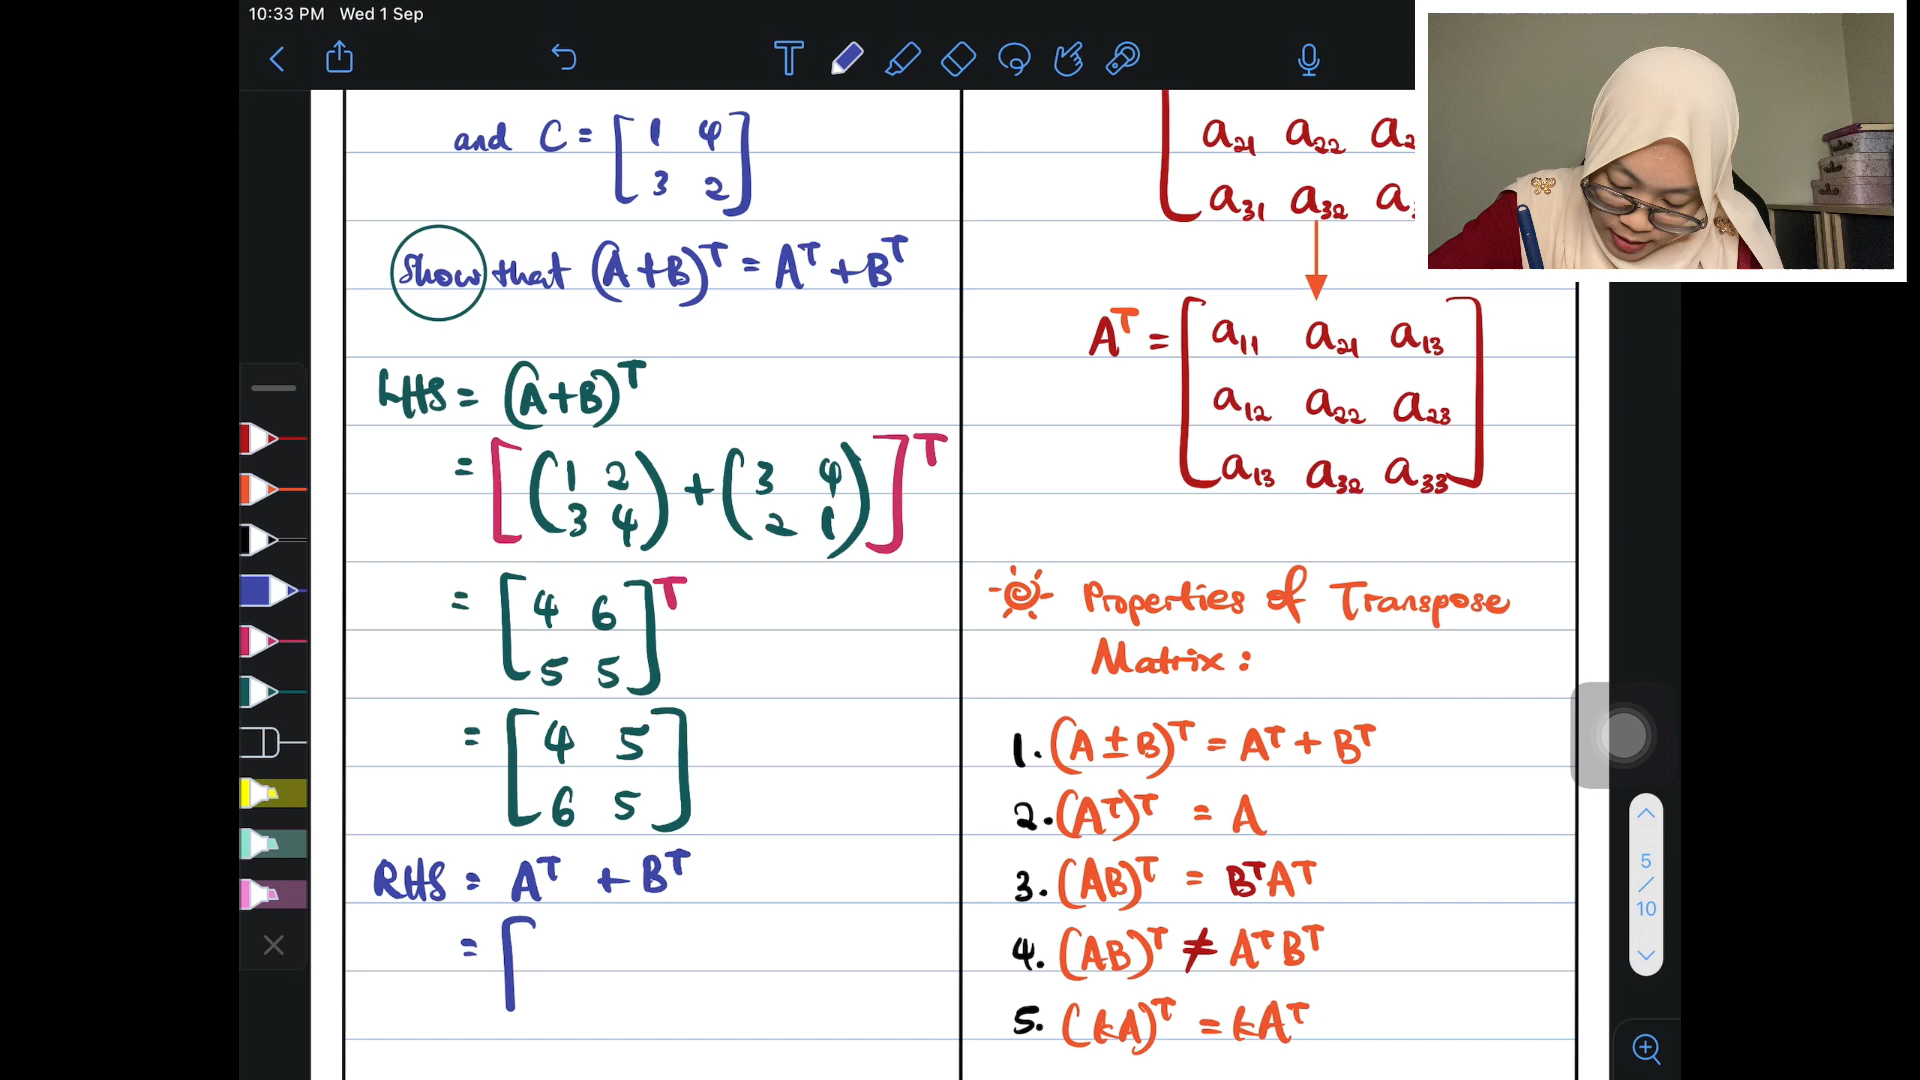 10:33 PM Wed 1 Sep
and C = [ 1 4
3 2 ]
Show that (A+B)ᵀ = Aᵀ + Bᵀ
LHS = (A+B)ᵀ
= [ ( 1 2
3 4 ) + ( 3 4
2 1 ) ]ᵀ
= [ 4 6
5 5 ]ᵀ
= [ 4 5
6 5 ]
RHS = Aᵀ + Bᵀ
= [
a₂₁ a₂₂ a₂
a₃₁ a₃₂ a
Aᵀ = [ a₁₁ a₂₁ a₁₃
a₁₂ a₂₂ a₂₃
a₁₃ a₃₂ a₃₃ ]
Properties of Transpose
Matrix :
1. (A ± B)ᵀ = Aᵀ + Bᵀ
2. (Aᵀ)ᵀ = A
3. (AB)ᵀ = BᵀAᵀ
4. (AB)ᵀ ≠ AᵀBᵀ
5. (kA)ᵀ = kAᵀ
5
/
10